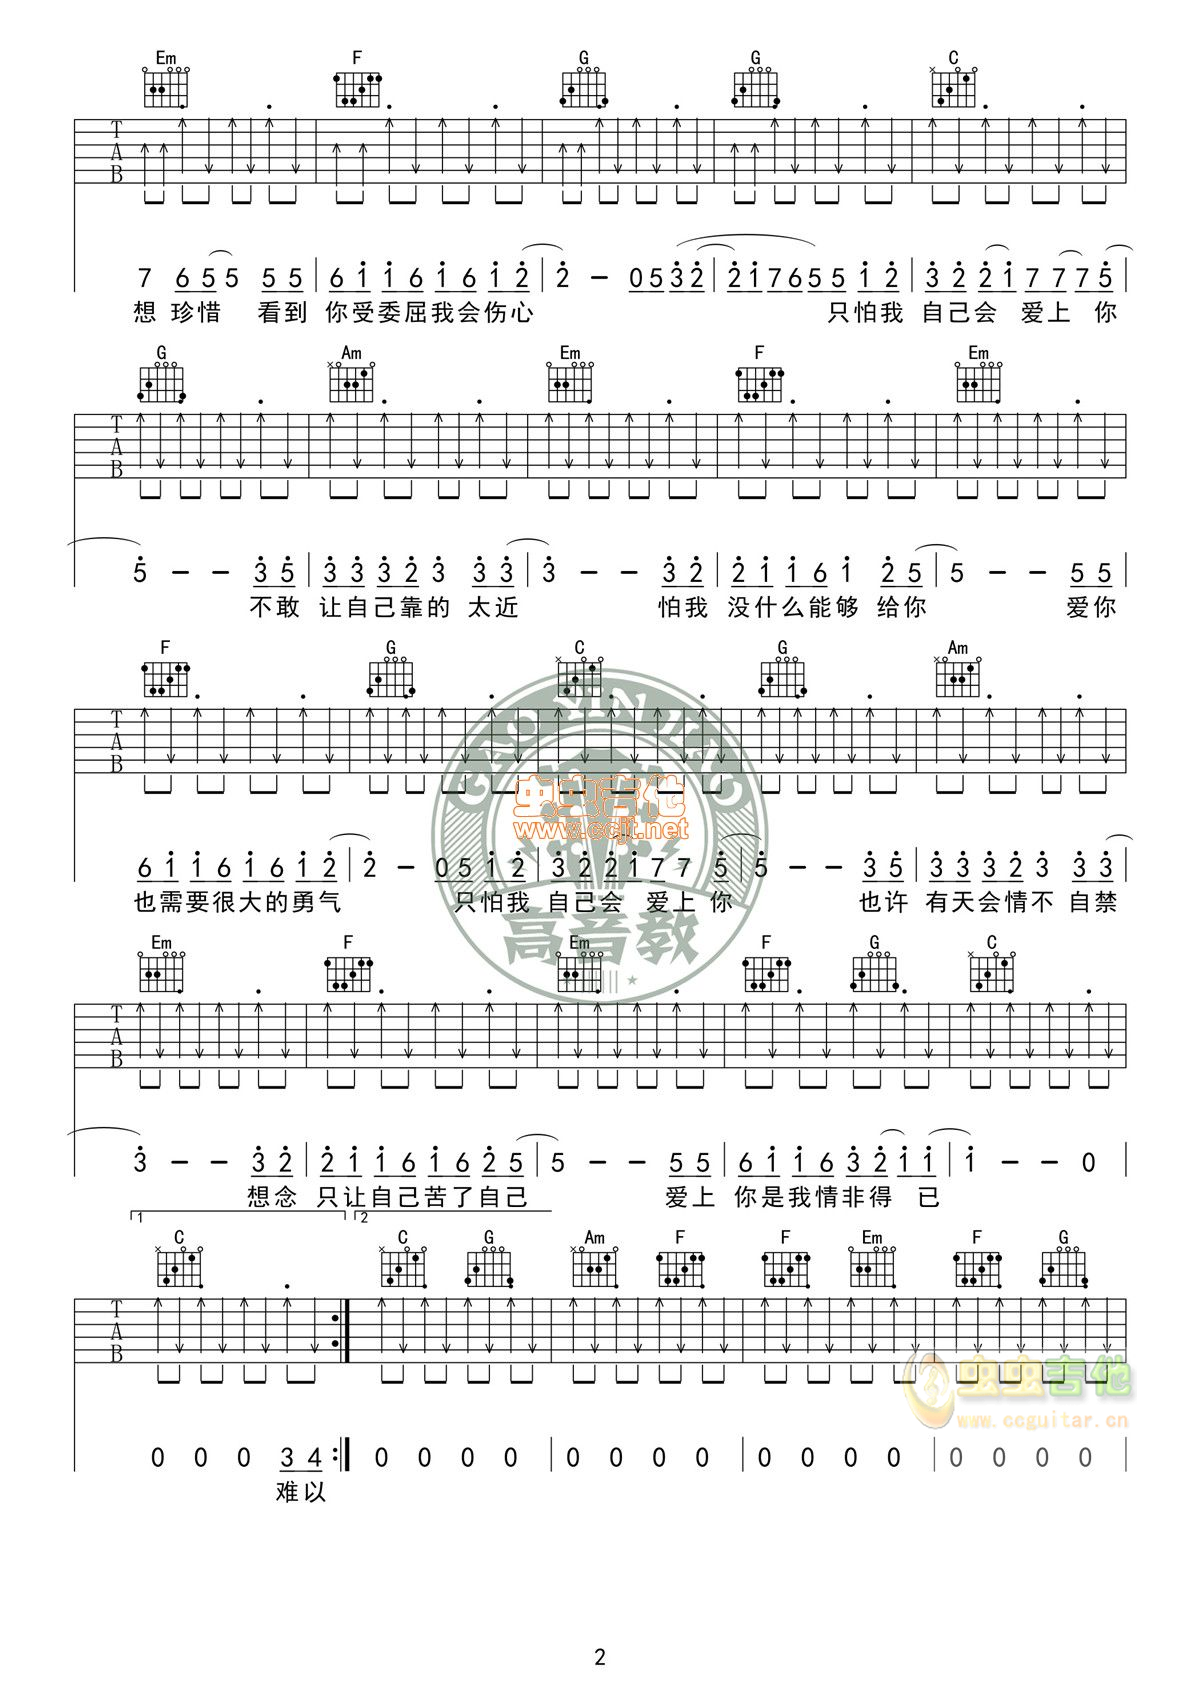 Em F G G C
T A B
7 6 5 5 5 5 | 6 1 1 6 1 6 1 2 | 2 – 0 5 3 2 | 2 1 7 6 5 5 1 2 | 3 2 2 1 7 7 7 5 |
想 珍惜 看到 你受委屈我会伤心 只怕我 自己会 爱上 你
G Am Em F Em
T A B
5 – – 3 5 | 3 3 3 2 3 3 3 | 3 – – 3 2 | 2 1 1 6 1 2 5 | 5 – – 5 5 |
不敢 让自己靠的 太近 怕我 没什么能够 给你 爱你
F G C G Am
T A B
6 1 1 6 1 6 1 2 | 2 – 0 5 1 2 | 3 2 2 1 7 7 5 | 5 – – 3 5 | 3 3 3 2 3 3 3 |
也需要很大的勇气 只怕我 自己会 爱上 你 也许 有天会情不 自禁
GAO YIN JIAO
虫虫吉他
www.ccjt.net
高音教
Em F Em F G C
T A B
3 – – 3 2 | 2 1 1 6 1 6 2 5 | 5 – – 5 5 | 6 1 1 6 3 2 1 1 | 1 – – 0 |
想念 只让自己苦了自己 爱上 你是我情非得 已
1 2
C C G Am F F Em F G
T A B
虫虫吉他
www.ccguitar.cn
0 0 0 3 4 :| 0 0 0 0 | 0 0 0 0 | 0 0 0 0 | 0 0 0 0 |
难以
2